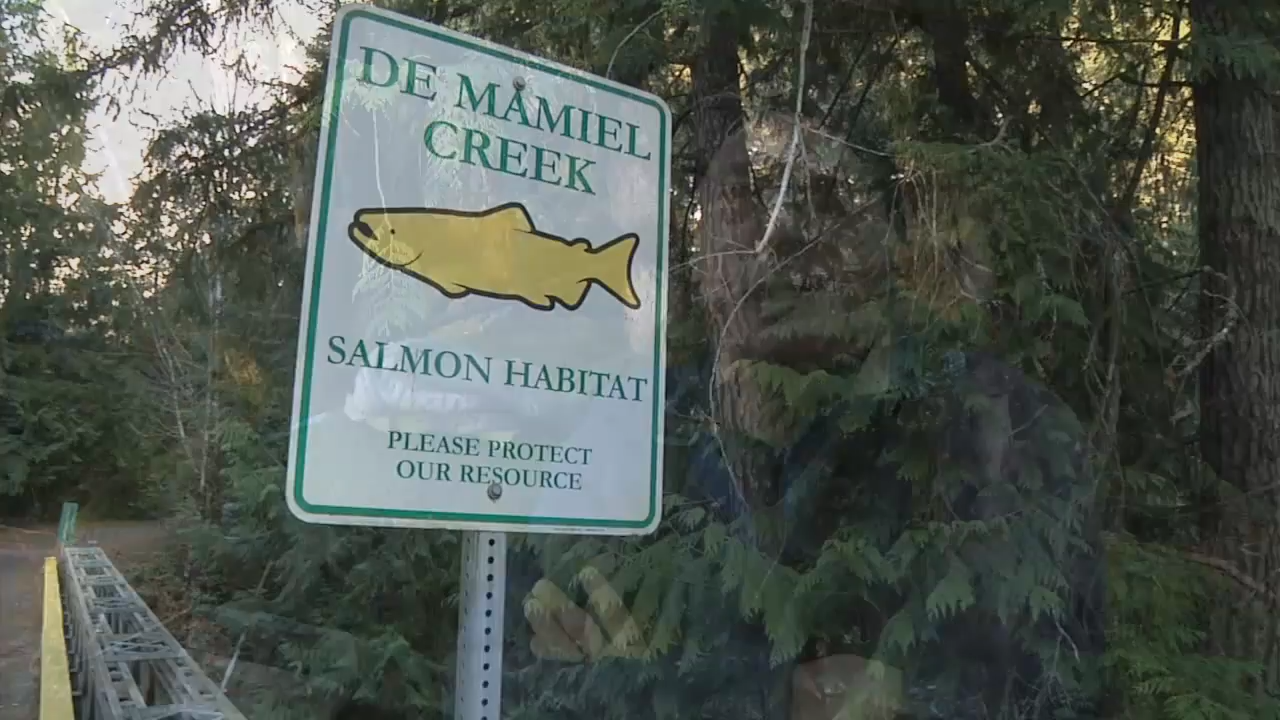 DE MAMIEL
CREEK
SALMON HABITAT
PLEASE PROTECT
OUR RESOURCE